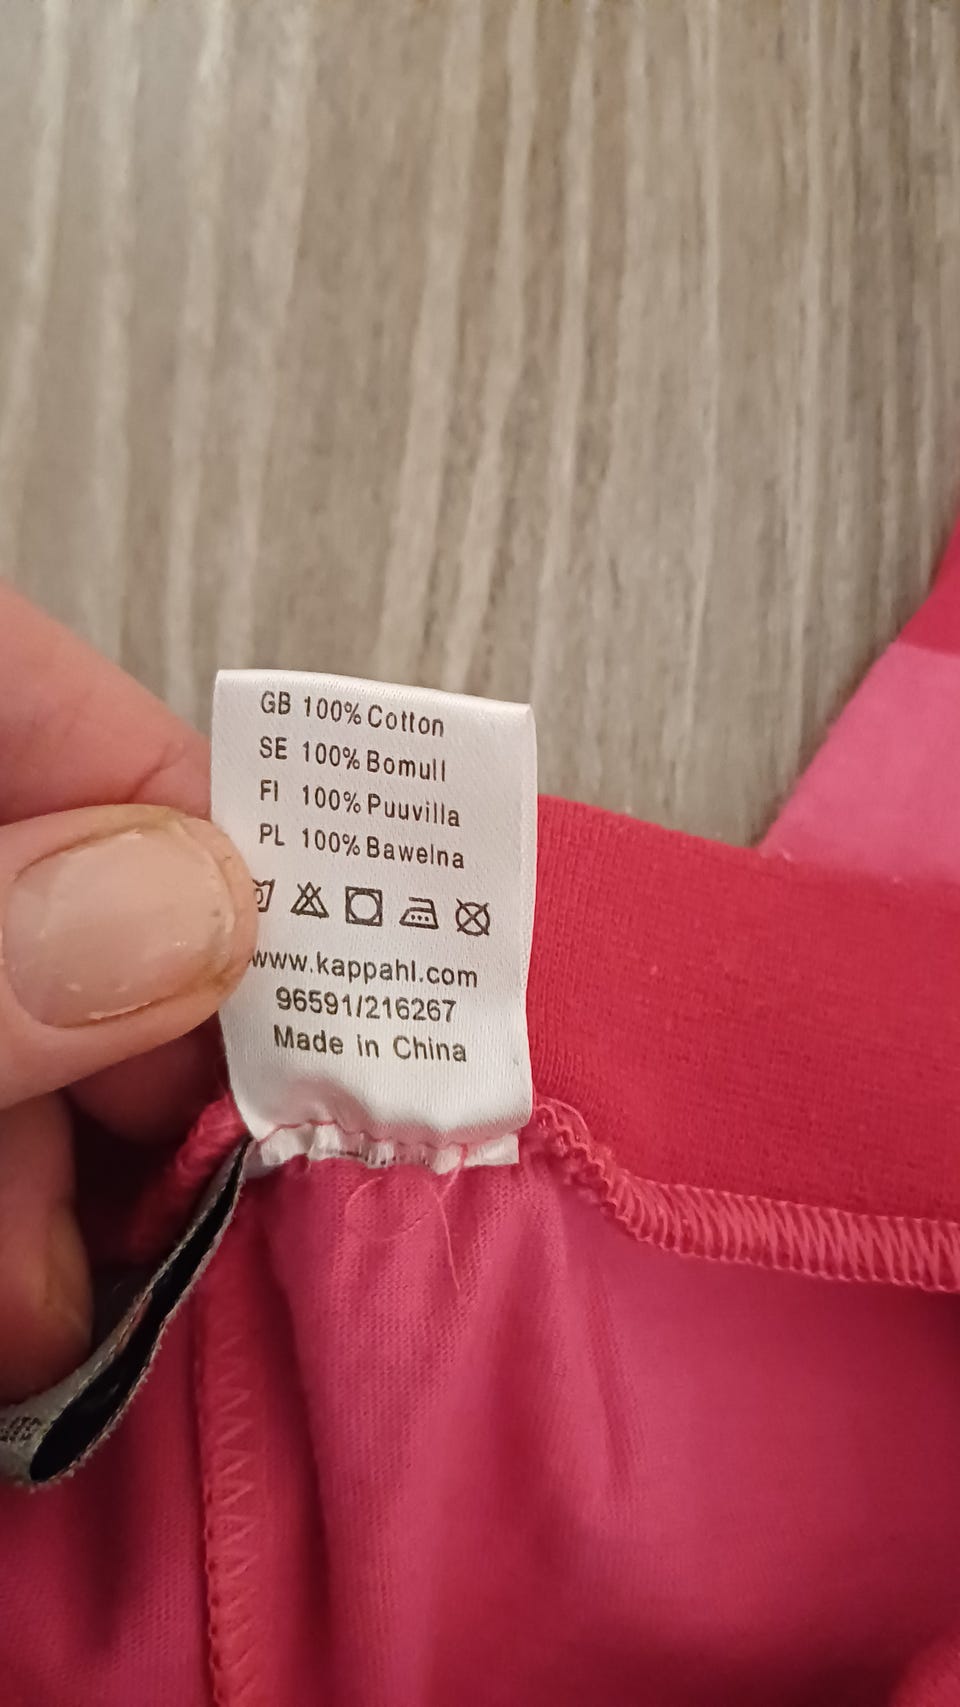 GB 100% Cotton
SE 100% Bomull
FI 100% Puuvilla
PL 100% Bawelna
www.kappahl.com
96591/216267
Made in China